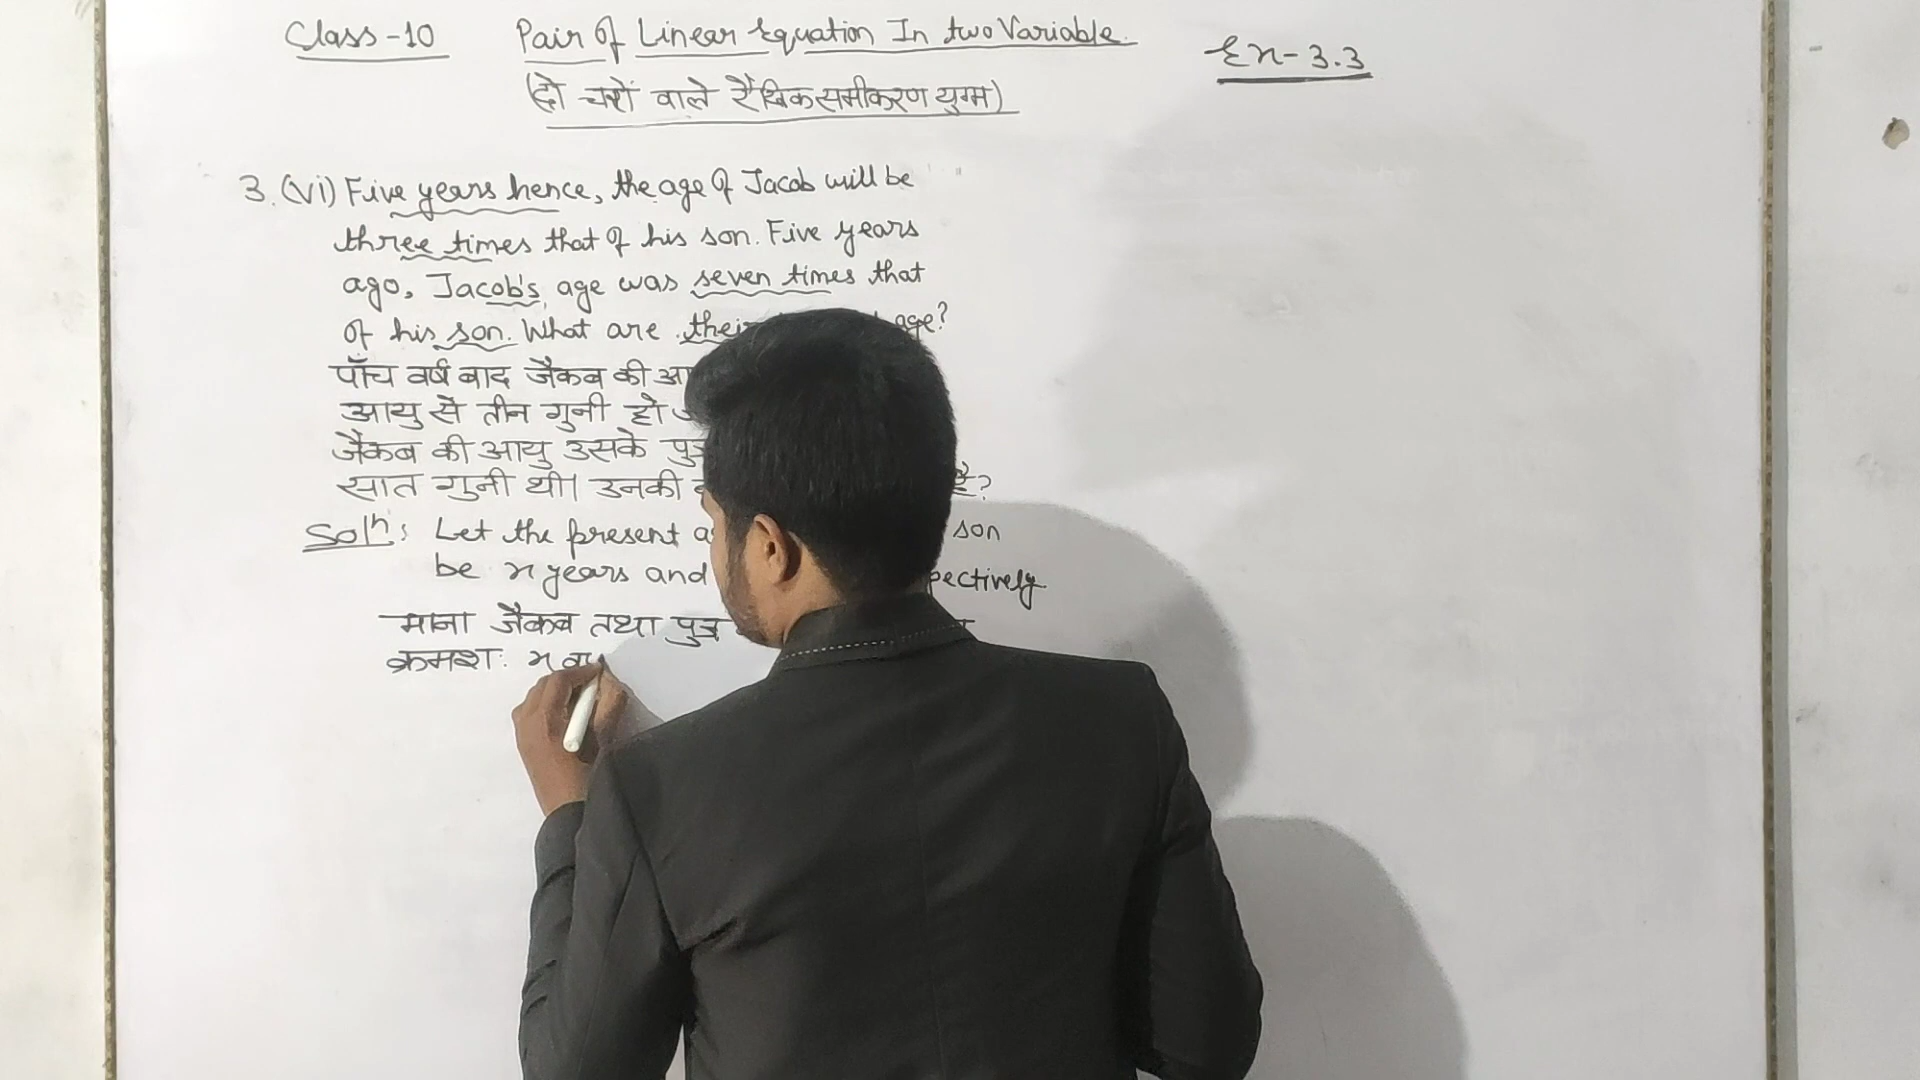 Class-10 Pair of Linear Equation In two Variable. Ex-3.3
(दो चरों वाले रैखिक समीकरण युग्म)
3. (vi) Five years hence, the age of Jacob will be
three times that of his son. Five years
ago, Jacob's age was seven times that
of his son. What are their age?
पाँच वर्ष बाद जैकब की
आयु से तीन गुनी हो
जैकब की आयु उसके
सात गुनी थी। उनकी है?
Solⁿ: Let the present son
be x years and
माना जैकब तथा पुत्र
क्रमशः x